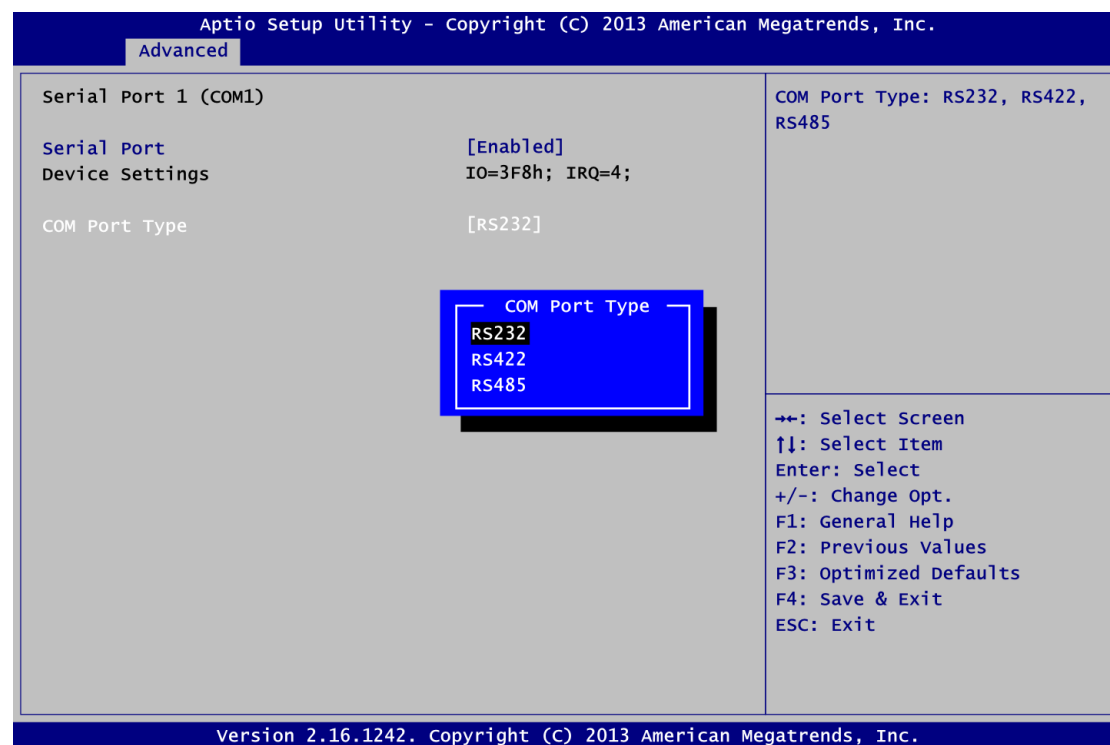 Aptio Setup Utility – Copyright (C) 2013 American Megatrends, Inc.
Advanced
Serial Port 1 (COM1)
Serial Port [Enabled]
Device Settings IO=3F8h; IRQ=4;
COM Port Type [RS232]
COM Port Type
RS232
RS422
RS485
COM Port Type: RS232, RS422,
RS485
→←: Select Screen
↑↓: Select Item
Enter: Select
+/-: Change Opt.
F1: General Help
F2: Previous Values
F3: Optimized Defaults
F4: Save & Exit
ESC: Exit
Version 2.16.1242. Copyright (C) 2013 American Megatrends, Inc.